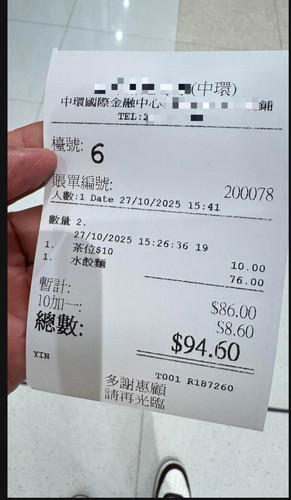 (中環)
中環國際金融中心 舖
TEL:2
檯號: 6
賬單編號: 200078
人數:1 Date 27/10/2025 15:41
數量 2.
27/10/2025 15:26:36 19
1. 茶位$10 10.00
1. 水餃麵 76.00
暫計: $86.00
10加一: $8.60
總數: $94.60
YIN T001 R187260
多謝惠顧
請再光臨